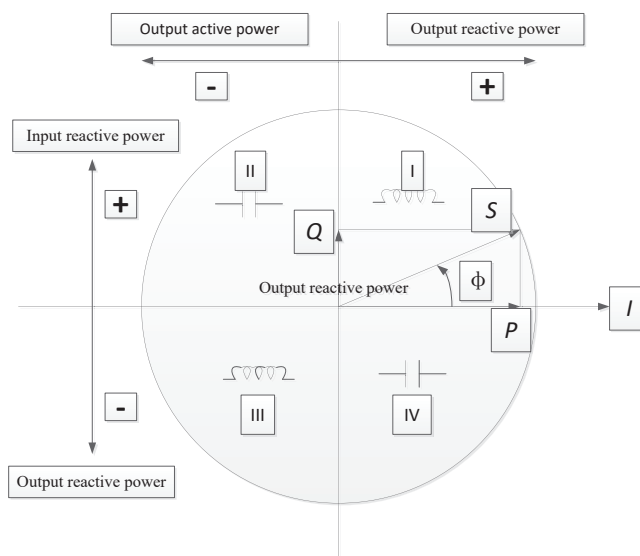 Output active power
Output reactive power
-
+
Input reactive power
II
I
+
S
Q
ϕ
Output reactive power
I
P
-
III
IV
Output reactive power